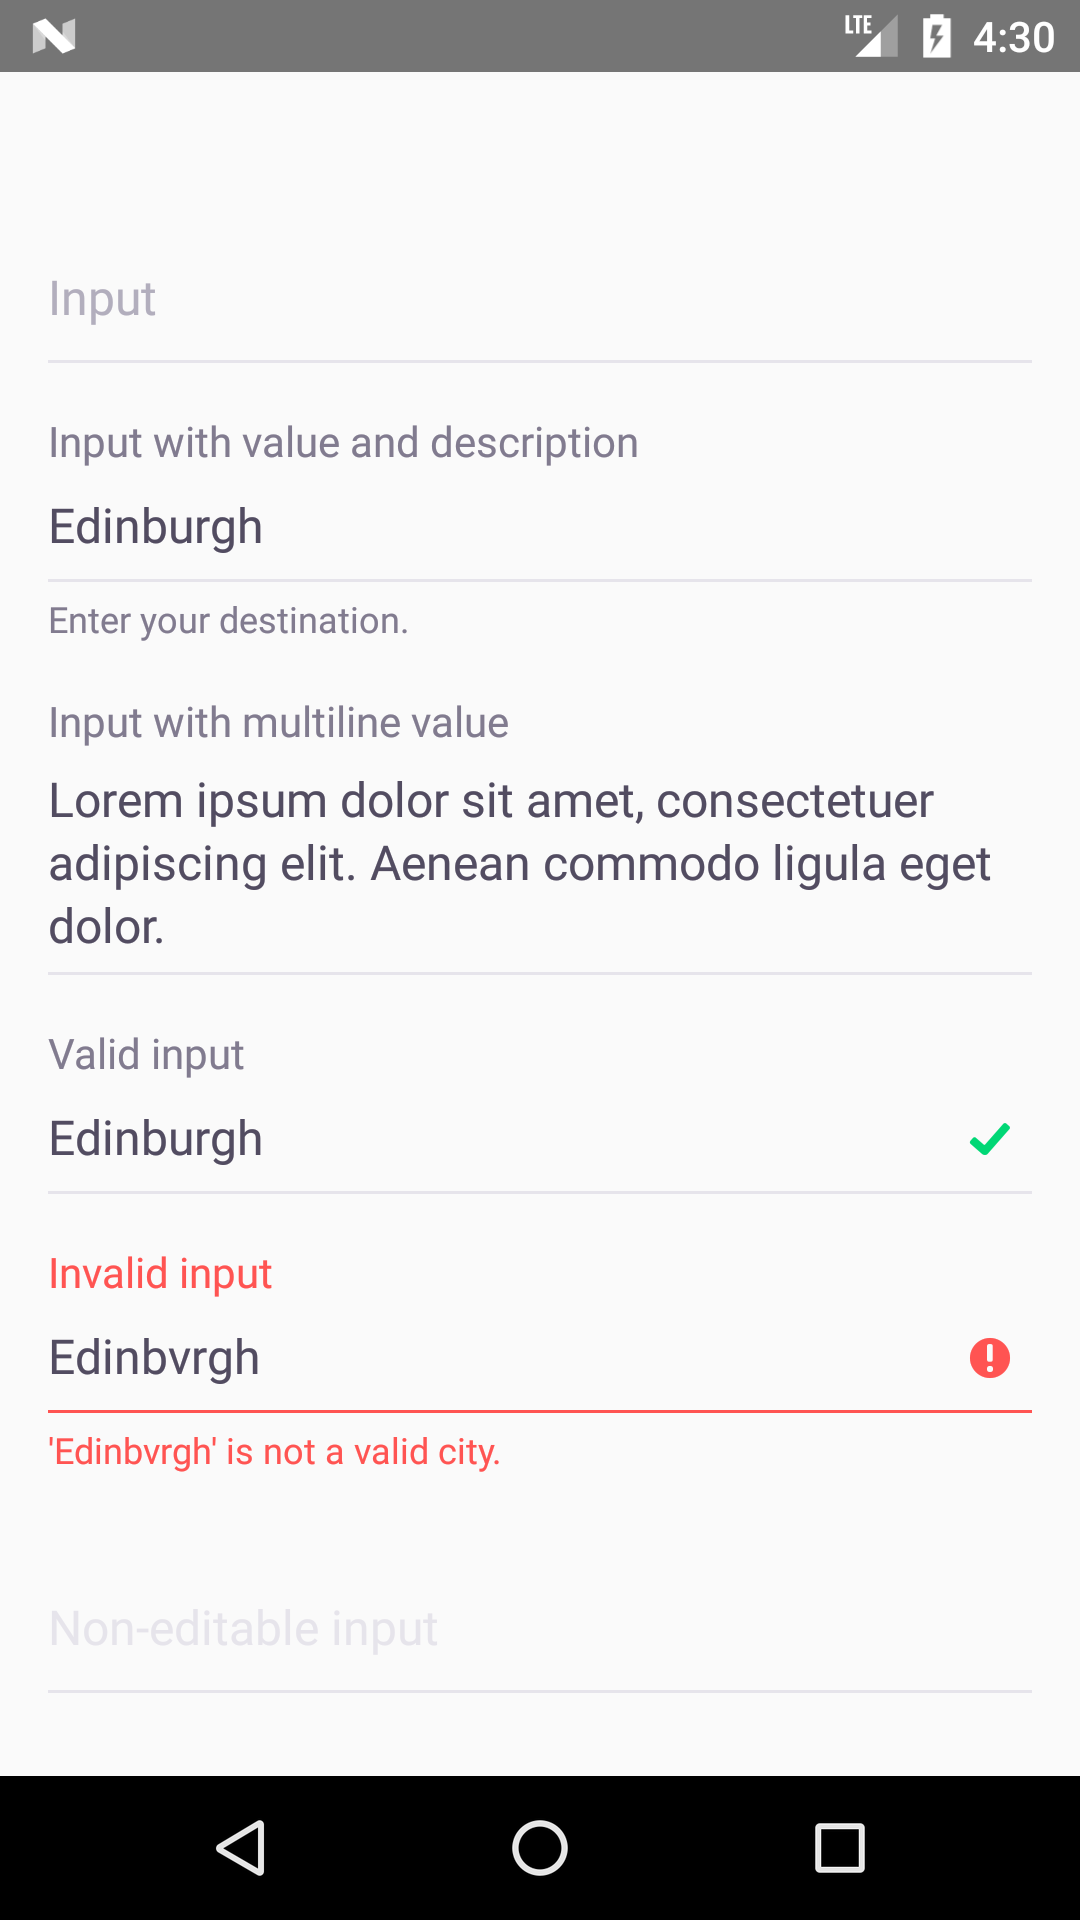 LTE 4:30
Input
Input with value and description
Edinburgh
Enter your destination.
Input with multiline value
Lorem ipsum dolor sit amet, consectetuer
adipiscing elit. Aenean commodo ligula eget
dolor.
Valid input
Edinburgh
Invalid input
Edinbvrgh
'Edinbvrgh' is not a valid city.
Non-editable input